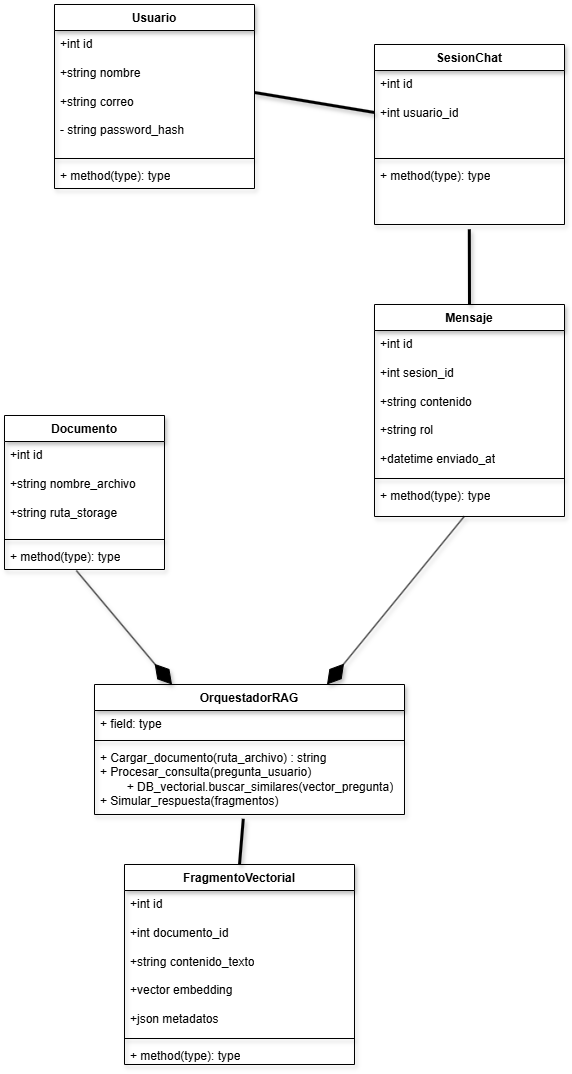 Usuario
+int id
+string nombre
+string correo
- string password_hash
+ method(type): type
SesionChat
+int id
+int usuario_id
+ method(type): type
Mensaje
+int id
+int sesion_id
+string contenido
+string rol
+datetime enviado_at
+ method(type): type
Documento
+int id
+string nombre_archivo
+string ruta_storage
+ method(type): type
OrquestadorRAG
+ field: type
+ Cargar_documento(ruta_archivo) : string
+ Procesar_consulta(pregunta_usuario)
+ DB_vectorial.buscar_similares(vector_pregunta)
+ Simular_respuesta(fragmentos)
FragmentoVectorial
+int id
+int documento_id
+string contenido_texto
+vector embedding
+json metadatos
+ method(type): type